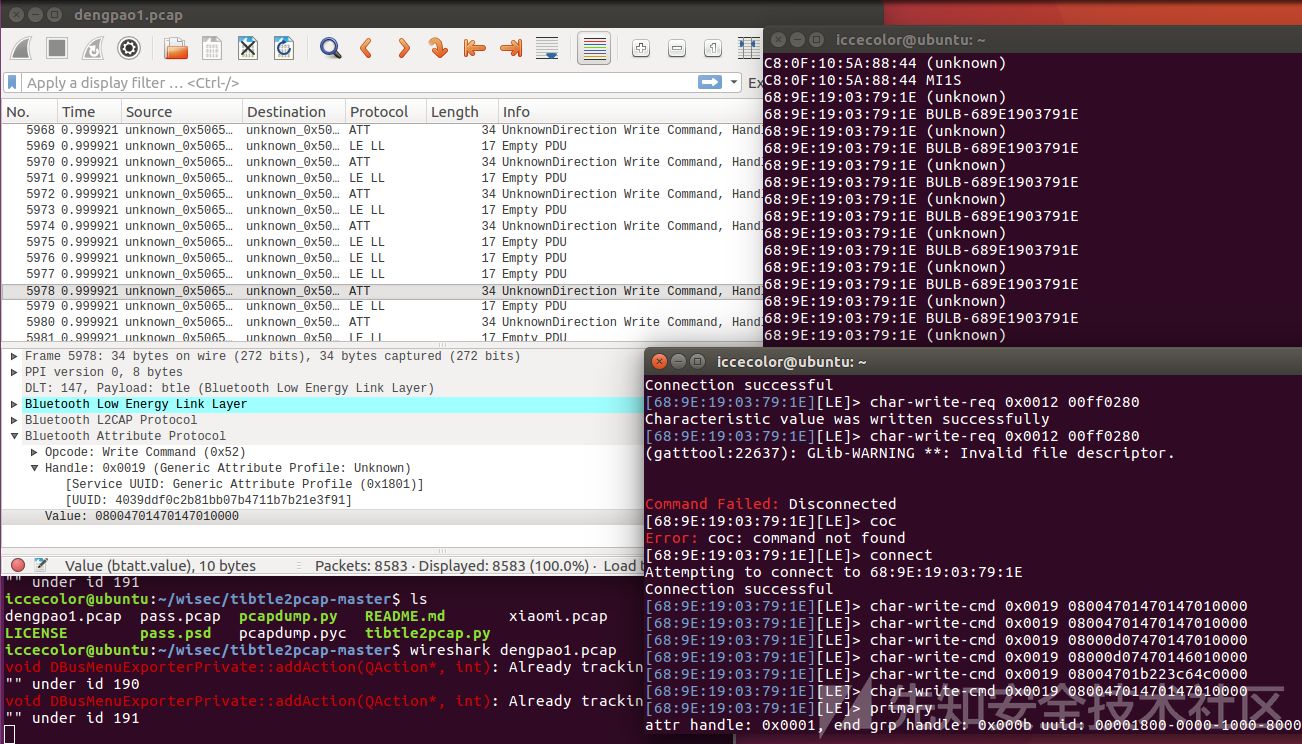 dengpao1.pcap
Apply a display filter … <Ctrl-/>
Ex
No. Time Source Destination Protocol Length Info
5968 0.999921 unknown_0x5065… unknown_0x50… ATT 34 UnknownDirection Write Command, Hand
5969 0.999921 unknown_0x5065… unknown_0x50… LE LL 17 Empty PDU
5970 0.999921 unknown_0x5065… unknown_0x50… ATT 34 UnknownDirection Write Command, Hand
5971 0.999921 unknown_0x5065… unknown_0x50… LE LL 17 Empty PDU
5972 0.999921 unknown_0x5065… unknown_0x50… ATT 34 UnknownDirection Write Command, Hand
5973 0.999921 unknown_0x5065… unknown_0x50… LE LL 17 Empty PDU
5974 0.999921 unknown_0x5065… unknown_0x50… ATT 34 UnknownDirection Write Command, Hand
5975 0.999921 unknown_0x5065… unknown_0x50… LE LL 17 Empty PDU
5976 0.999921 unknown_0x5065… unknown_0x50… LE LL 17 Empty PDU
5977 0.999921 unknown_0x5065… unknown_0x50… LE LL 17 Empty PDU
5978 0.999921 unknown_0x5065… unknown_0x50… ATT 34 UnknownDirection Write Command, Hand
5979 0.999921 unknown_0x5065… unknown_0x50… LE LL 17 Empty PDU
5980 0.999921 unknown_0x5065… unknown_0x50… ATT 34 UnknownDirection Write Command, Hand
5981 0.999921 unknown_0x5065… unknown_0x50… LE LL 17 Empty PDU
Frame 5978: 34 bytes on wire (272 bits), 34 bytes captured (272 bits)
PPI version 0, 8 bytes
DLT: 147, Payload: btle (Bluetooth Low Energy Link Layer)
Bluetooth Low Energy Link Layer
Bluetooth L2CAP Protocol
Bluetooth Attribute Protocol
Opcode: Write Command (0x52)
Handle: 0x0019 (Generic Attribute Profile: Unknown)
[Service UUID: Generic Attribute Profile (0x1801)]
[UUID: 4039ddf0c2b81bb07b4711b7b21e3f91]
Value: 08004701470147010000
Value (btatt.value), 10 bytes Packets: 8583 · Displayed: 8583 (100.0%) · Load t
"" under id 191
iccecolor@ubuntu:~/wisec/tibtle2pcap-master$ ls
dengpao1.pcap pass.pcap pcapdump.py README.md xiaomi.pcap
LICENSE pass.psd pcapdump.pyc tibtle2pcap.py
iccecolor@ubuntu:~/wisec/tibtle2pcap-master$ wireshark dengpao1.pcap
void DBusMenuExporterPrivate::addAction(QAction*, int): Already trackin
"" under id 190
void DBusMenuExporterPrivate::addAction(QAction*, int): Already trackin
"" under id 191
iccecolor@ubuntu: ~
C8:0F:10:5A:88:44 (unknown)
C8:0F:10:5A:88:44 MI1S
68:9E:19:03:79:1E (unknown)
68:9E:19:03:79:1E BULB-689E1903791E
68:9E:19:03:79:1E (unknown)
68:9E:19:03:79:1E BULB-689E1903791E
68:9E:19:03:79:1E (unknown)
68:9E:19:03:79:1E BULB-689E1903791E
68:9E:19:03:79:1E (unknown)
68:9E:19:03:79:1E BULB-689E1903791E
68:9E:19:03:79:1E (unknown)
68:9E:19:03:79:1E BULB-689E1903791E
68:9E:19:03:79:1E (unknown)
68:9E:19:03:79:1E BULB-689E1903791E
68:9E:19:03:79:1E (unknown)
68:9E:19:03:79:1E BULB-689E1903791E
68:9E:19:03:79:1E (unknown)
iccecolor@ubuntu: ~
Connection successful
[68:9E:19:03:79:1E][LE]> char-write-req 0x0012 00ff0280
Characteristic value was written successfully
[68:9E:19:03:79:1E][LE]> char-write-req 0x0012 00ff0280
(gatttool:22637): GLib-WARNING **: Invalid file descriptor.
Command Failed: Disconnected
[68:9E:19:03:79:1E][LE]> coc
Error: coc: command not found
[68:9E:19:03:79:1E][LE]> connect
Attempting to connect to 68:9E:19:03:79:1E
Connection successful
[68:9E:19:03:79:1E][LE]> char-write-cmd 0x0019 08004701470147010000
[68:9E:19:03:79:1E][LE]> char-write-cmd 0x0019 08004701470147010000
[68:9E:19:03:79:1E][LE]> char-write-cmd 0x0019 08000d07470147010000
[68:9E:19:03:79:1E][LE]> char-write-cmd 0x0019 08000d07470146010000
[68:9E:19:03:79:1E][LE]> char-write-cmd 0x0019 08004701b223c64c0000
[68:9E:19:03:79:1E][LE]> char-write-cmd 0x0019 08004701470147010000
[68:9E:19:03:79:1E][LE]> primary
attr handle: 0x0001, end grp handle: 0x000b uuid: 00001800-0000-1000-8000
先知安全技术社区